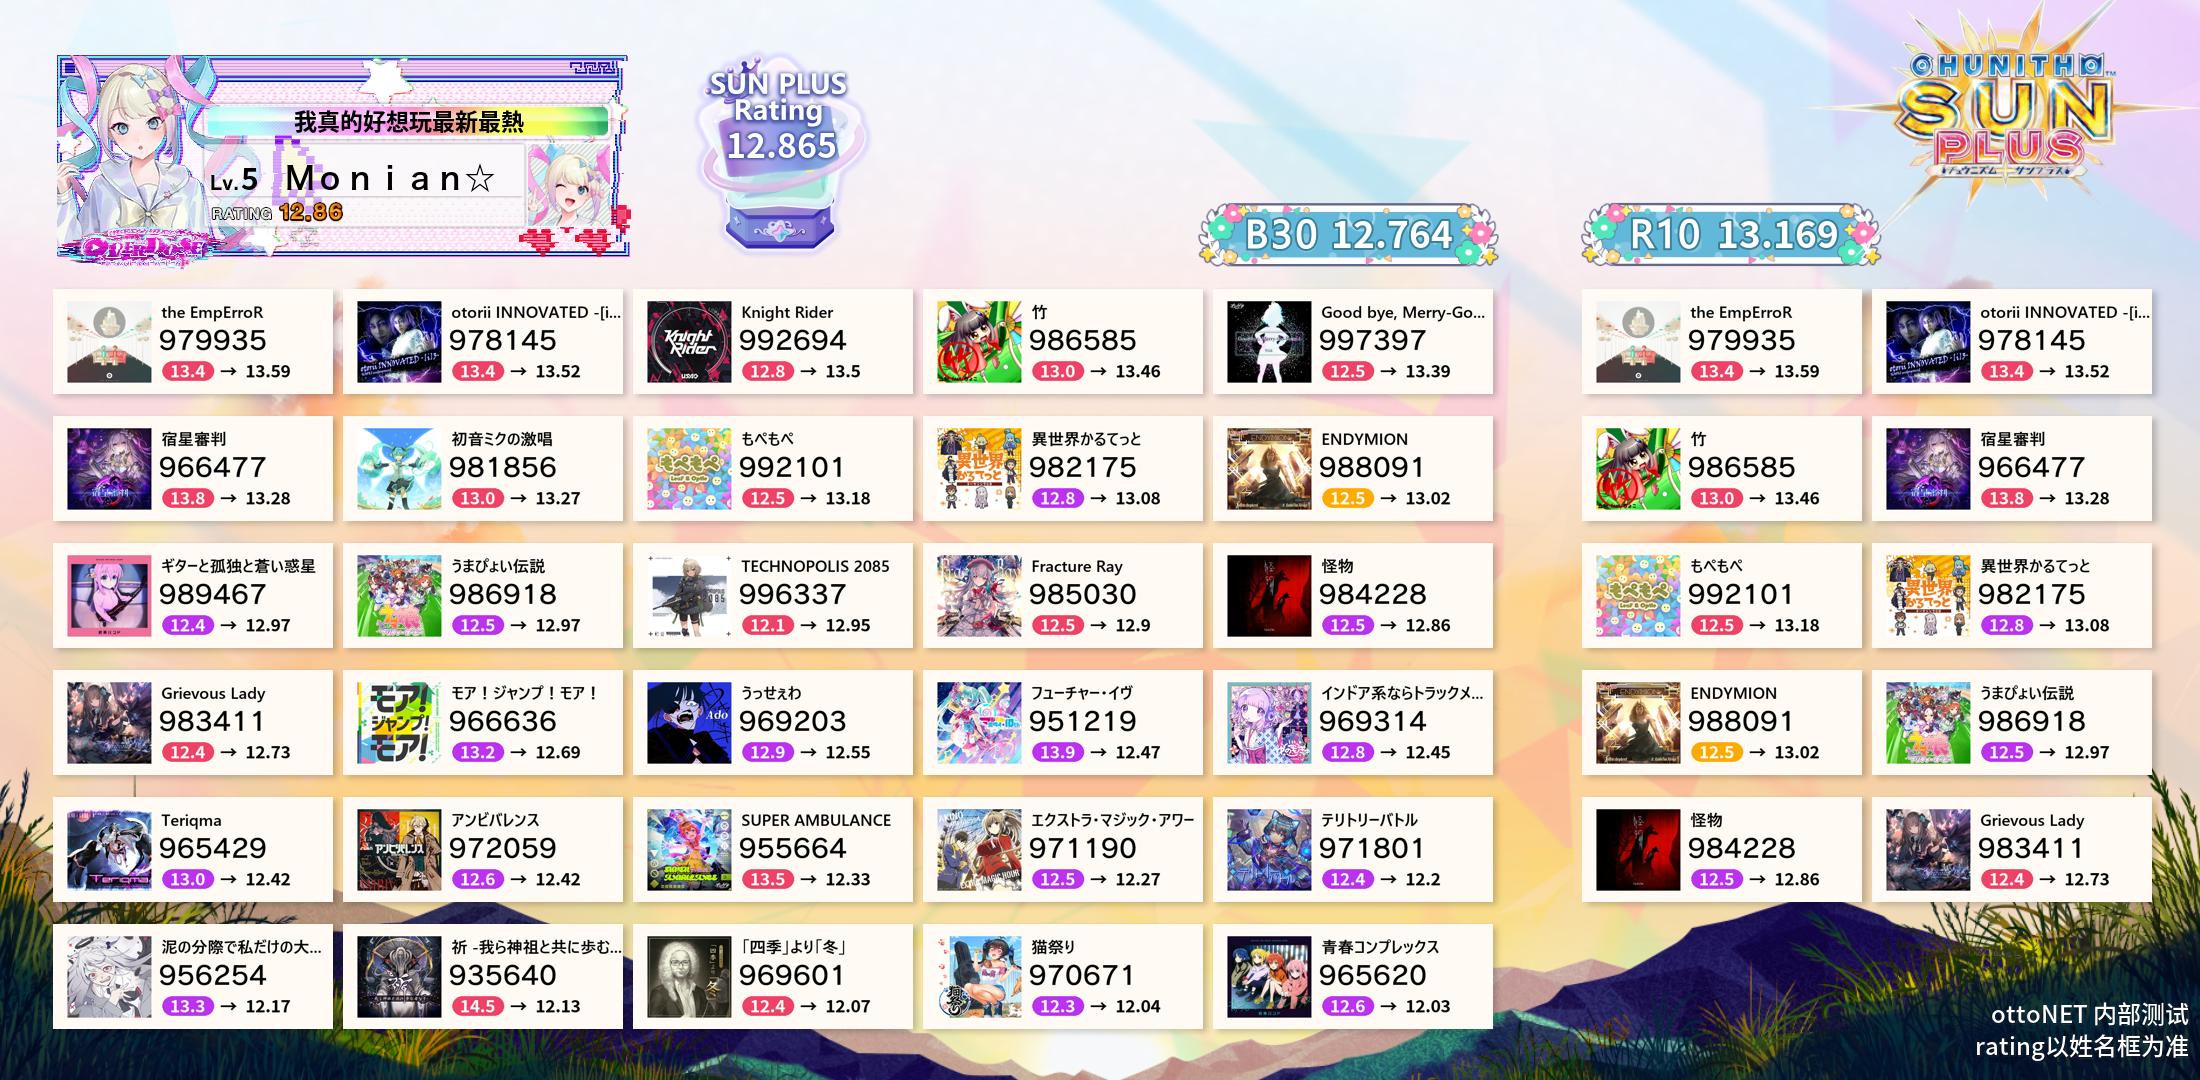 我真的好想玩最新最熱
Lv.5 Monian☆
RATING 12.86
OVERDOSE
SUN PLUS
Rating
12.865
CHUNITHM
SUN
PLUS
チュウニズム サンプラス
B30 12.764
R10 13.169
the EmpErroR
979935
13.4 → 13.59
otorii INNOVATED -[i...
978145
13.4 → 13.52
Knight Rider
992694
12.8 → 13.5
竹
986585
13.0 → 13.46
Good bye, Merry-Go...
997397
12.5 → 13.39
宿星審判
966477
13.8 → 13.28
初音ミクの激唱
981856
13.0 → 13.27
もぺもぺ
992101
12.5 → 13.18
異世界かるてっと
982175
12.8 → 13.08
ENDYMION
988091
12.5 → 13.02
ギターと孤独と蒼い惑星
989467
12.4 → 12.97
うまぴょい伝説
986918
12.5 → 12.97
TECHNOPOLIS 2085
996337
12.1 → 12.95
Fracture Ray
985030
12.5 → 12.9
怪物
984228
12.5 → 12.86
Grievous Lady
983411
12.4 → 12.73
モア！ジャンプ！モア！
966636
13.2 → 12.69
うっせぇわ
969203
12.9 → 12.55
フューチャー・イヴ
951219
13.9 → 12.47
インドア系ならトラックメ...
969314
12.8 → 12.45
Teriqma
965429
13.0 → 12.42
アンビバレンス
972059
12.6 → 12.42
SUPER AMBULANCE
955664
13.5 → 12.33
エクストラ・マジック・アワー
971190
12.5 → 12.27
テリトリーバトル
971801
12.4 → 12.2
泥の分際で私だけの大...
956254
13.3 → 12.17
祈 -我ら神祖と共に歩む...
935640
14.5 → 12.13
「四季」より「冬」
969601
12.4 → 12.07
猫祭り
970671
12.3 → 12.04
青春コンプレックス
965620
12.6 → 12.03
the EmpErroR
979935
13.4 → 13.59
otorii INNOVATED -[i...
978145
13.4 → 13.52
竹
986585
13.0 → 13.46
宿星審判
966477
13.8 → 13.28
もぺもぺ
992101
12.5 → 13.18
異世界かるてっと
982175
12.8 → 13.08
ENDYMION
988091
12.5 → 13.02
うまぴょい伝説
986918
12.5 → 12.97
怪物
984228
12.5 → 12.86
Grievous Lady
983411
12.4 → 12.73
ottoNET 内部测试
rating以姓名框为准